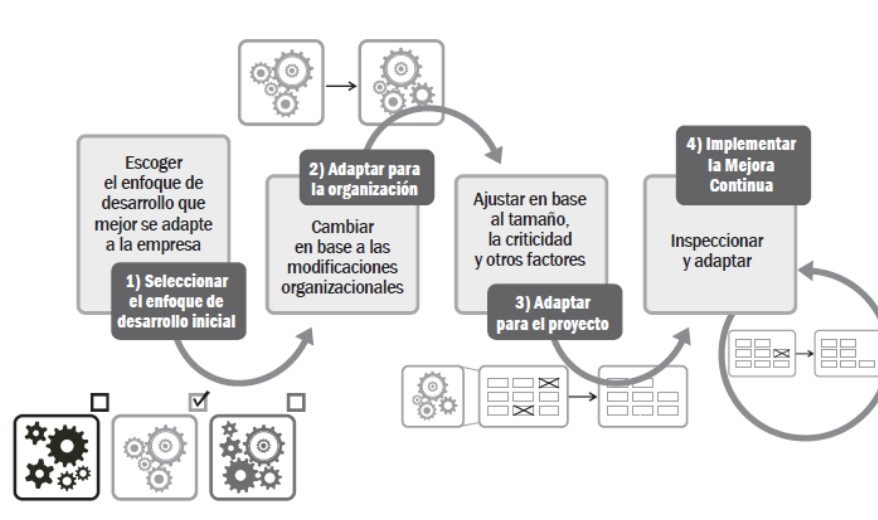 Escoger
el enfoque de
desarrollo que
mejor se adapte
a la empresa
1) Seleccionar
el enfoque de
desarrollo inicial
2) Adaptar para
la organización
Cambiar
en base a las
modificaciones
organizacionales
Ajustar en base
al tamaño,
la criticidad
y otros factores
3) Adaptar
para el proyecto
4) Implementar
la Mejora
Continua
Inspeccionar
y adaptar